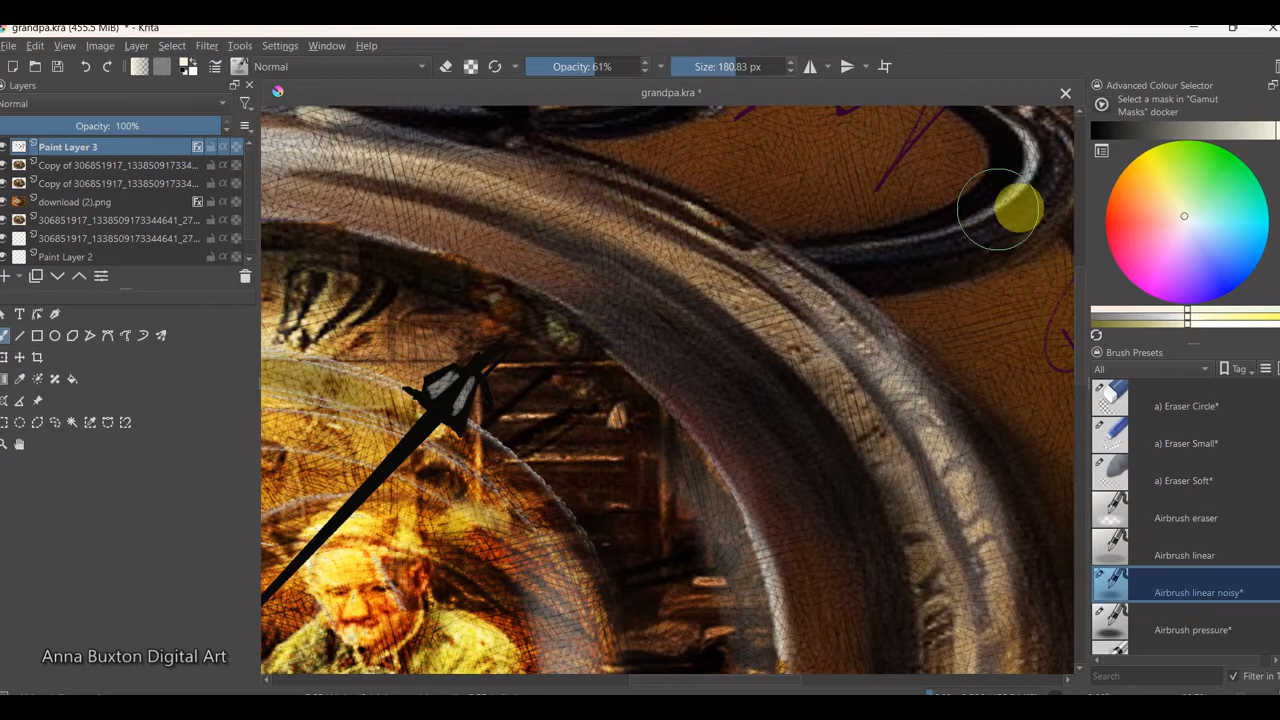 grandpa.kra (455.5 MiB) * - Krita
File Edit View Image Layer Select Filter Tools Settings Window Help
Normal Opacity: 61% Size: 180.83 px
Layers
grandpa.kra *
Advanced Colour Selector
Select a mask in "Gamut
Masks" docker
Normal
Opacity: 100%
Paint Layer 3
Copy of 306851917_133850917334...
Copy of 306851917_133850917334...
download (2).png
306851917_1338509173344641_27...
306851917_1338509173344641_27...
Paint Layer 2
Brush Presets
All Tag
a) Eraser Circle*
a) Eraser Small*
a) Eraser Soft*
Airbrush eraser
Airbrush linear
Airbrush linear noisy*
Airbrush pressure*
Search Filter in T
Anna Buxton Digital Art